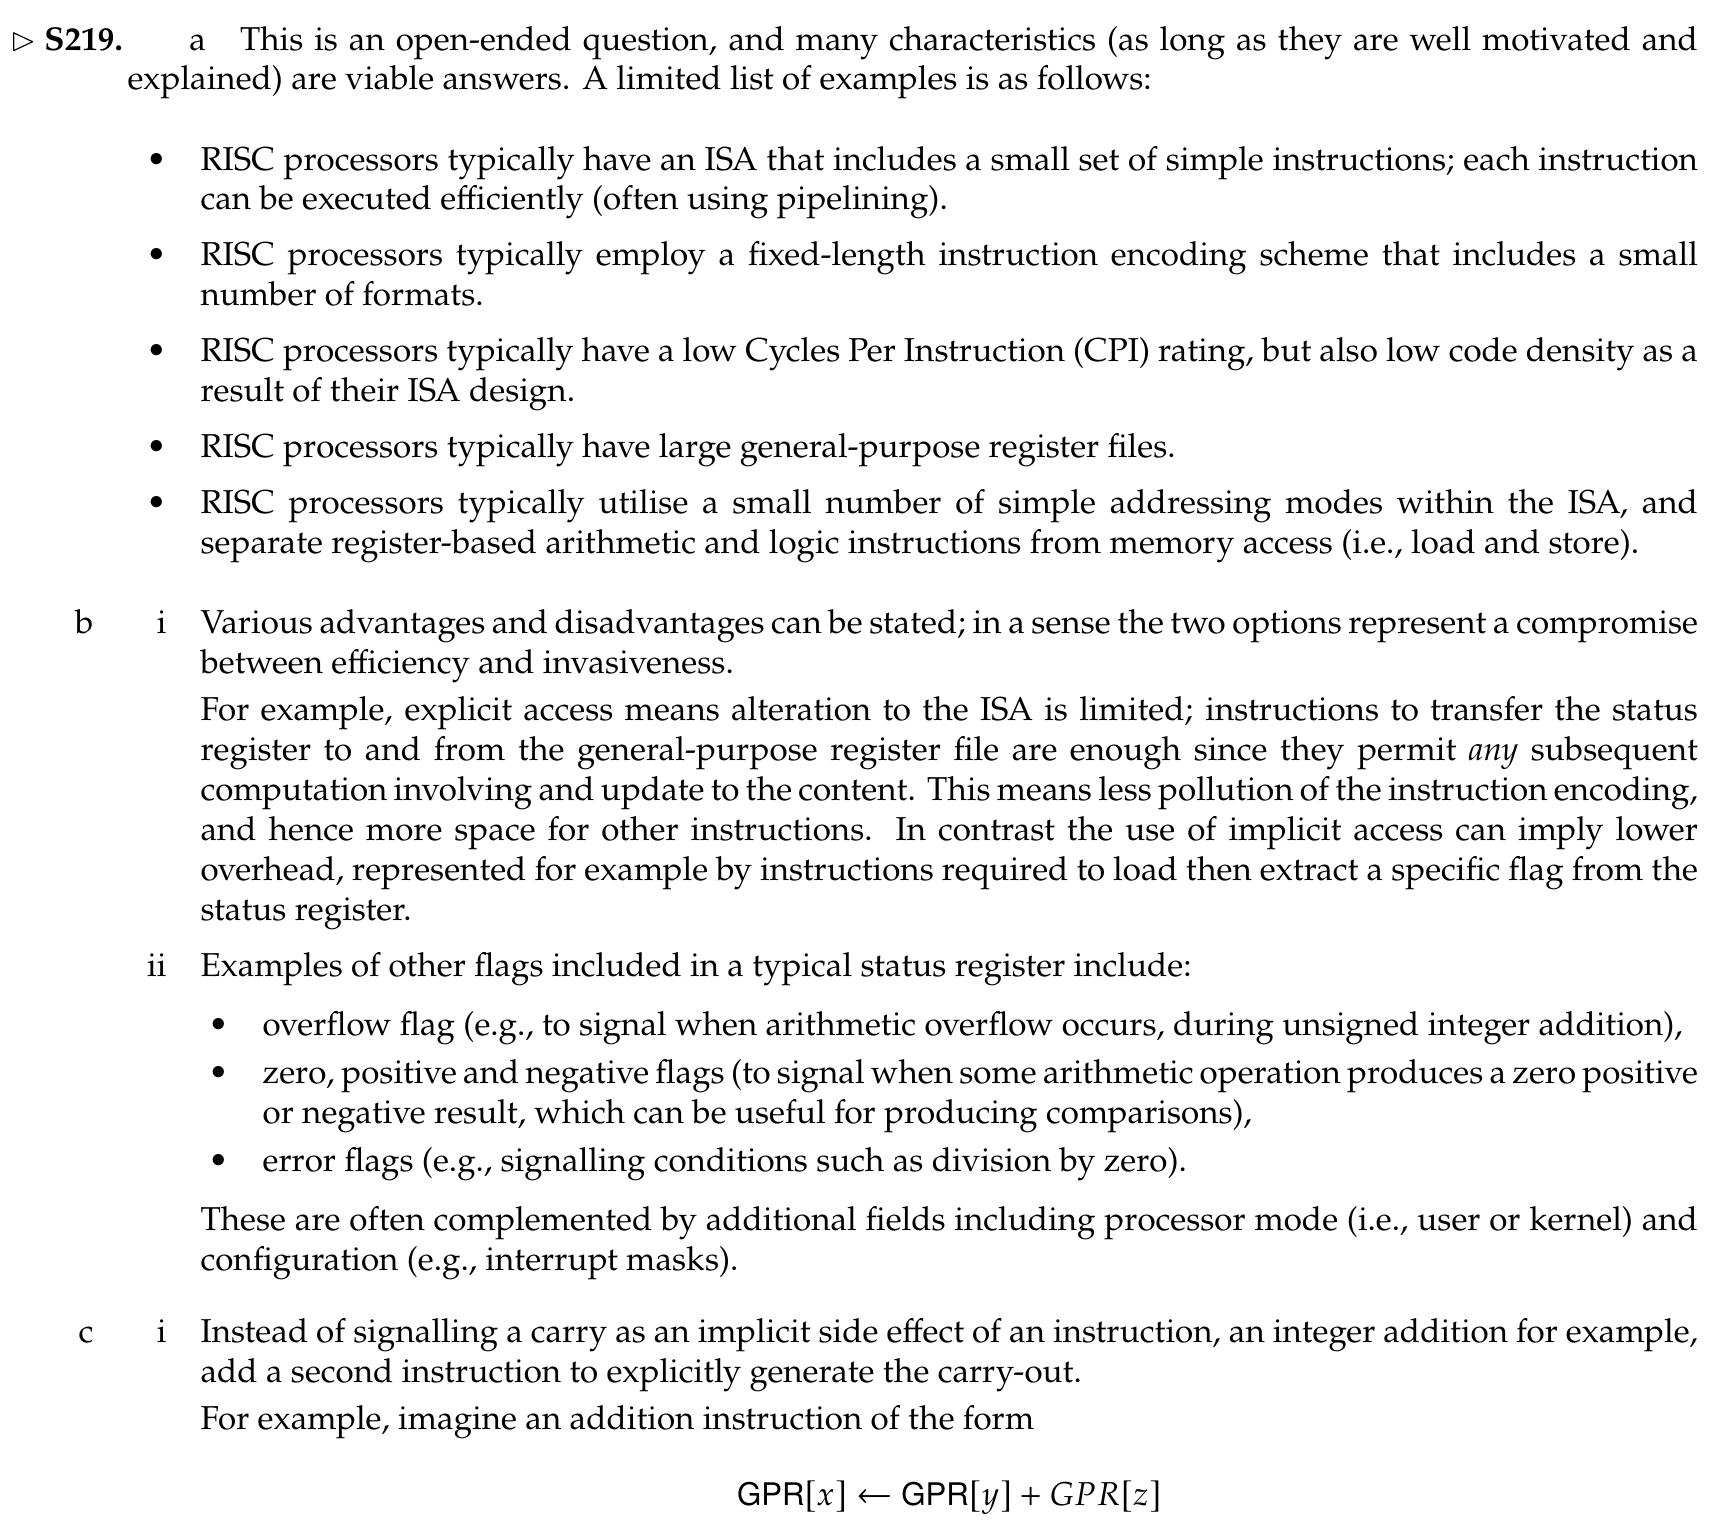 ▷ S219. a This is an open-ended question, and many characteristics (as long as they are well motivated and
explained) are viable answers. A limited list of examples is as follows:
• RISC processors typically have an ISA that includes a small set of simple instructions; each instruction
can be executed efficiently (often using pipelining).
• RISC processors typically employ a fixed-length instruction encoding scheme that includes a small
number of formats.
• RISC processors typically have a low Cycles Per Instruction (CPI) rating, but also low code density as a
result of their ISA design.
• RISC processors typically have large general-purpose register files.
• RISC processors typically utilise a small number of simple addressing modes within the ISA, and
separate register-based arithmetic and logic instructions from memory access (i.e., load and store).
b i Various advantages and disadvantages can be stated; in a sense the two options represent a compromise
between efficiency and invasiveness.
For example, explicit access means alteration to the ISA is limited; instructions to transfer the status
register to and from the general-purpose register file are enough since they permit any subsequent
computation involving and update to the content. This means less pollution of the instruction encoding,
and hence more space for other instructions. In contrast the use of implicit access can imply lower
overhead, represented for example by instructions required to load then extract a specific flag from the
status register.
ii Examples of other flags included in a typical status register include:
• overflow flag (e.g., to signal when arithmetic overflow occurs, during unsigned integer addition),
• zero, positive and negative flags (to signal when some arithmetic operation produces a zero positive
or negative result, which can be useful for producing comparisons),
• error flags (e.g., signalling conditions such as division by zero).
These are often complemented by additional fields including processor mode (i.e., user or kernel) and
configuration (e.g., interrupt masks).
c i Instead of signalling a carry as an implicit side effect of an instruction, an integer addition for example,
add a second instruction to explicitly generate the carry-out.
For example, imagine an addition instruction of the form
GPR[x] ← GPR[y] + GPR[z]